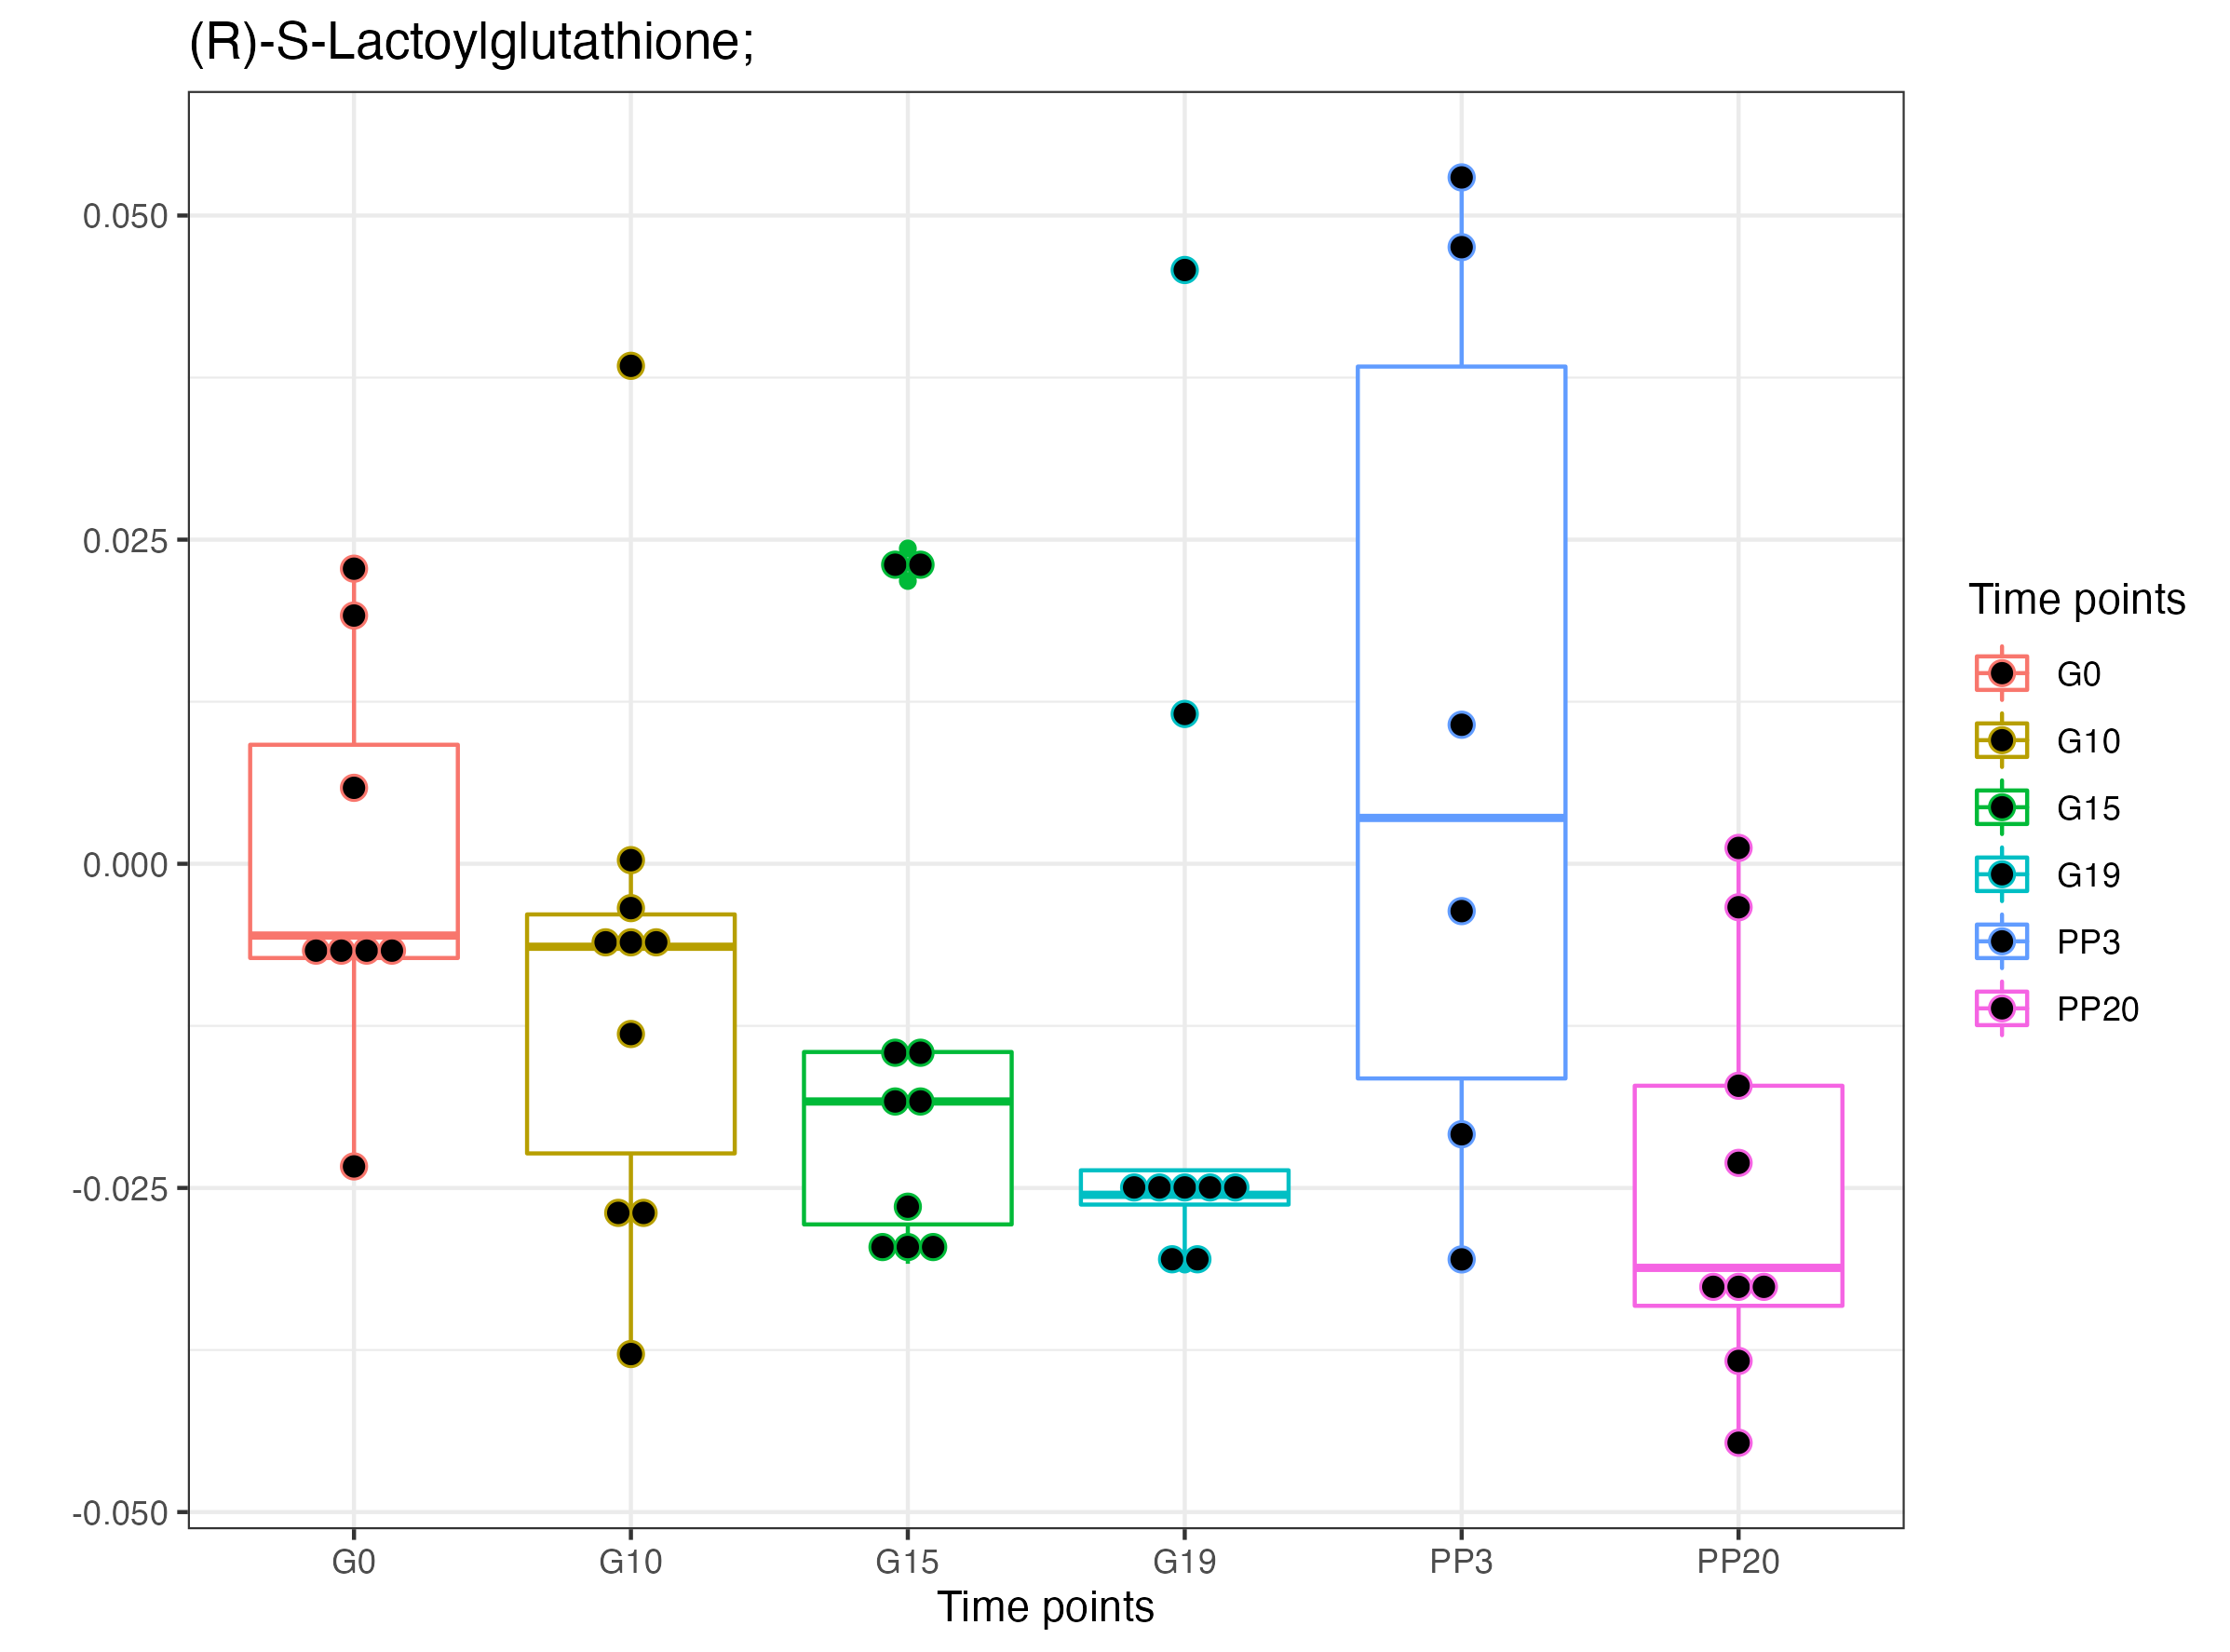 (R)-S-Lactoylglutathione;
0.050
0.025
0.000
-0.025
-0.050
G0 G10 G15 G19 PP3 PP20
Time points
Time points
G0
G10
G15
G19
PP3
PP20